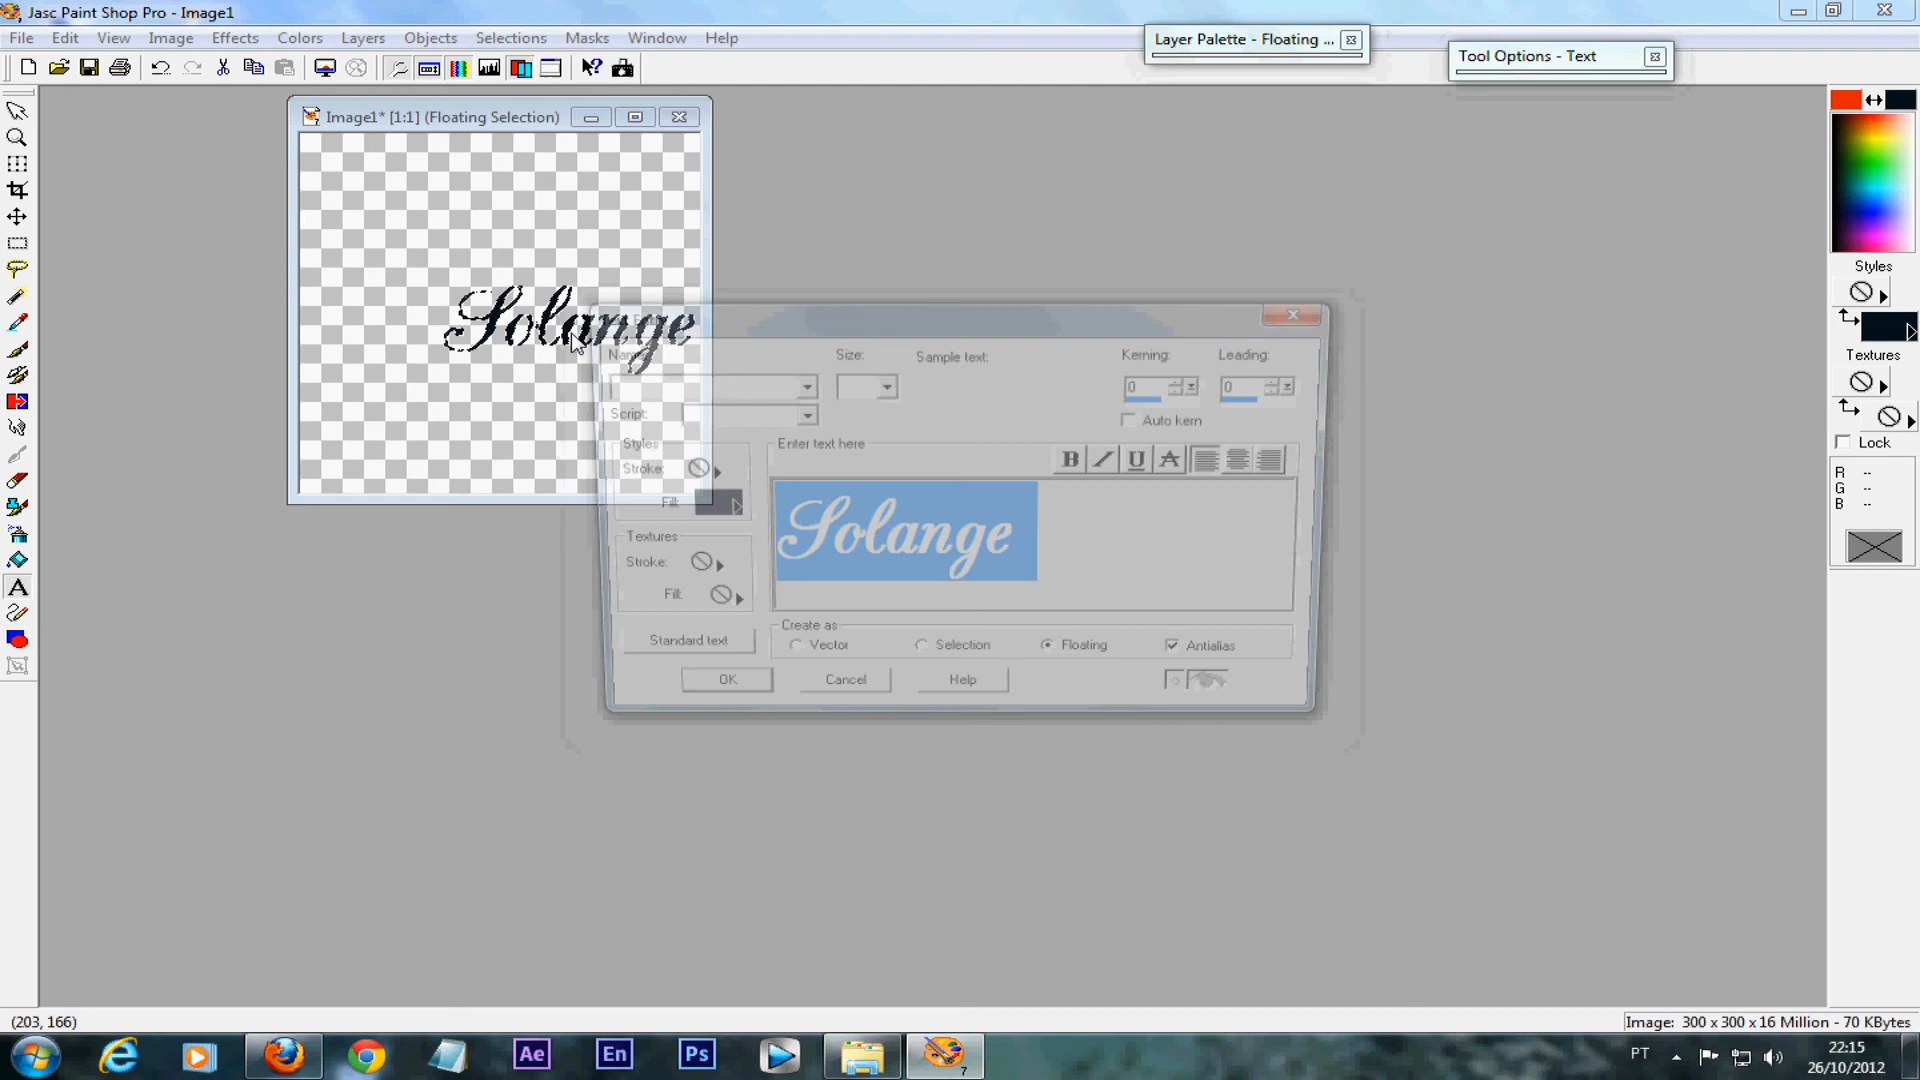 Jasc Paint Shop Pro - Image1
File Edit View Image Effects Colors Layers Objects Selections Masks Window Help
Layer Palette - Floating ...
Tool Options - Text
Image1* [1:1] (Floating Selection)
Solange
Size:
Sample text:
Kerning:
Leading:
0
0
Script:
Auto kern
Styles
Enter text here
Stroke:
B U A
Fill:
Solange
Textures
Stroke:
Fill:
Create as
Vector
Selection
Floating
Antialias
Standard text
OK
Cancel
Help
Styles
Textures
Lock
R --
G --
B --
A
(203, 166)
Image: 300 x 300 x 16 Million - 70 KBytes
Ae
En
Ps
7
PT
22:15
26/10/2012